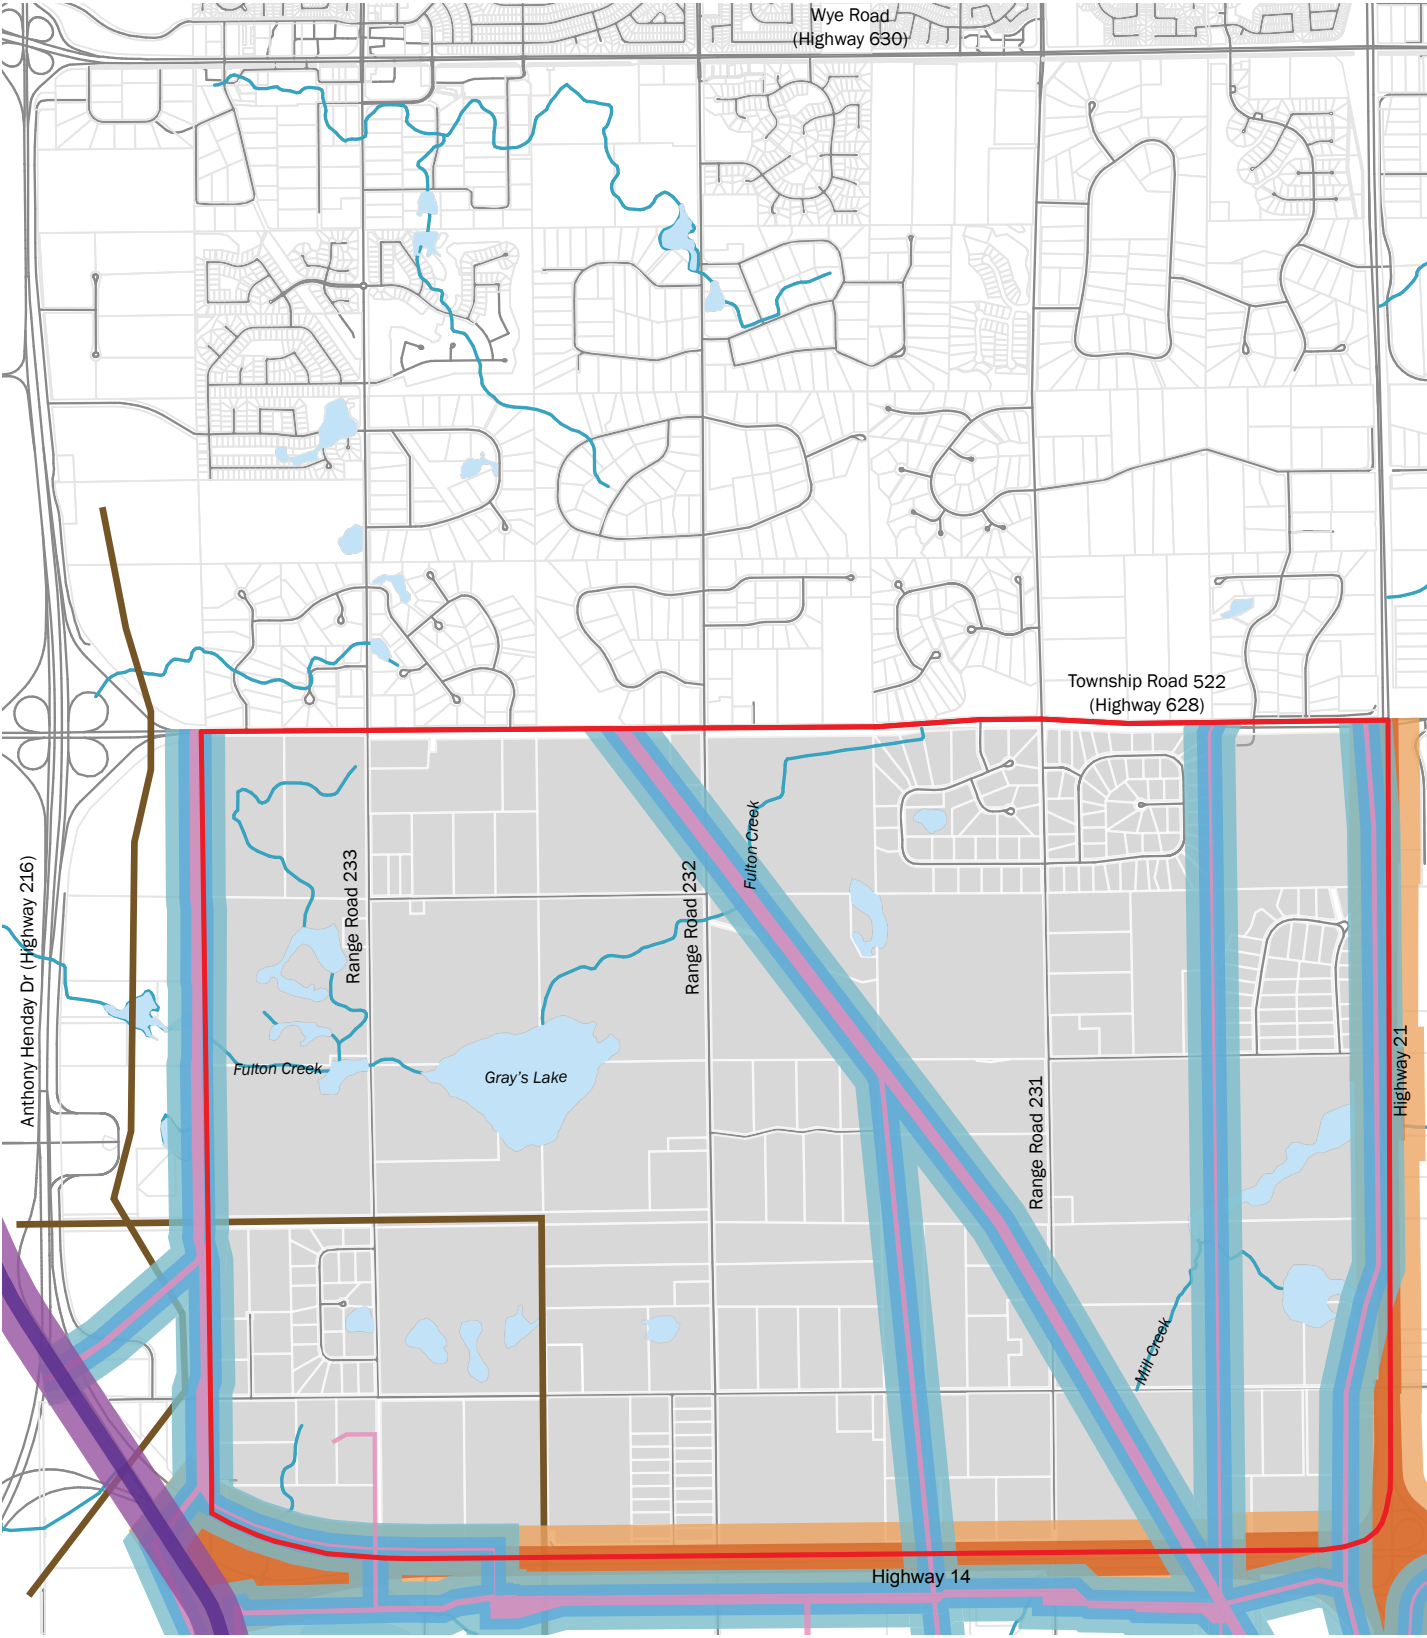 Wye Road
(Highway 630)
Township Road 522
(Highway 628)
Anthony Henday Dr (Highway 216)
Range Road 233
Range Road 232
Fulton Creek
Fulton Creek
Gray's Lake
Range Road 231
Highway 21
Mill Creek
Highway 14